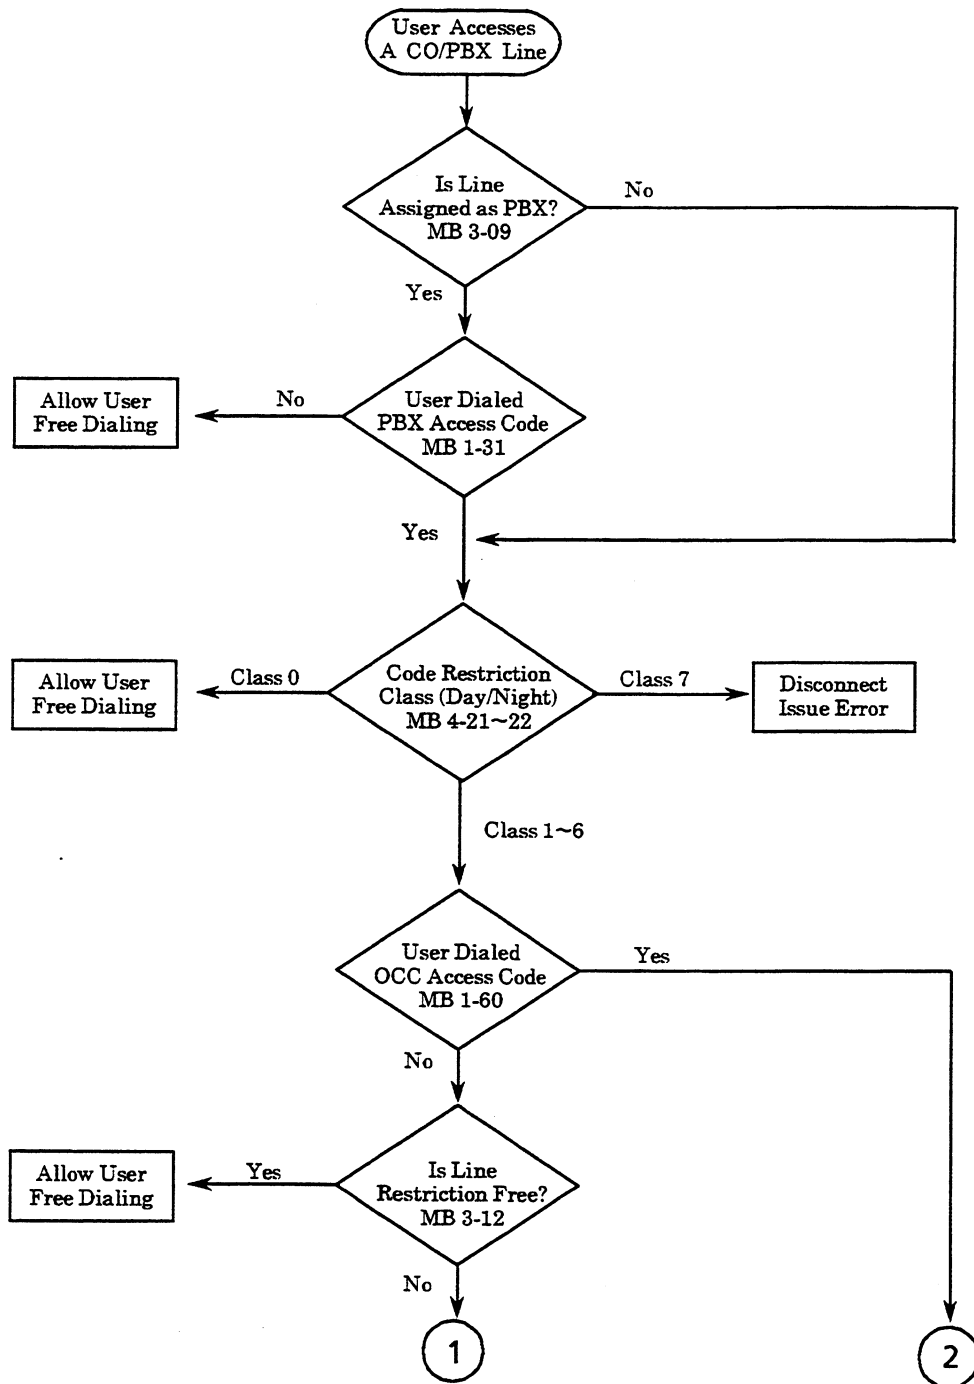 User Accesses
A CO/PBX Line
Is Line
Assigned as PBX?
MB 3-09
No
Yes
Allow User
Free Dialing
No
User Dialed
PBX Access Code
MB 1-31
Yes
Allow User
Free Dialing
Class 0
Code Restriction
Class (Day/Night)
MB 4-21~22
Class 7
Disconnect
Issue Error
Class 1~6
User Dialed
OCC Access Code
MB 1-60
Yes
No
Allow User
Free Dialing
Yes
Is Line
Restriction Free?
MB 3-12
No
1
2